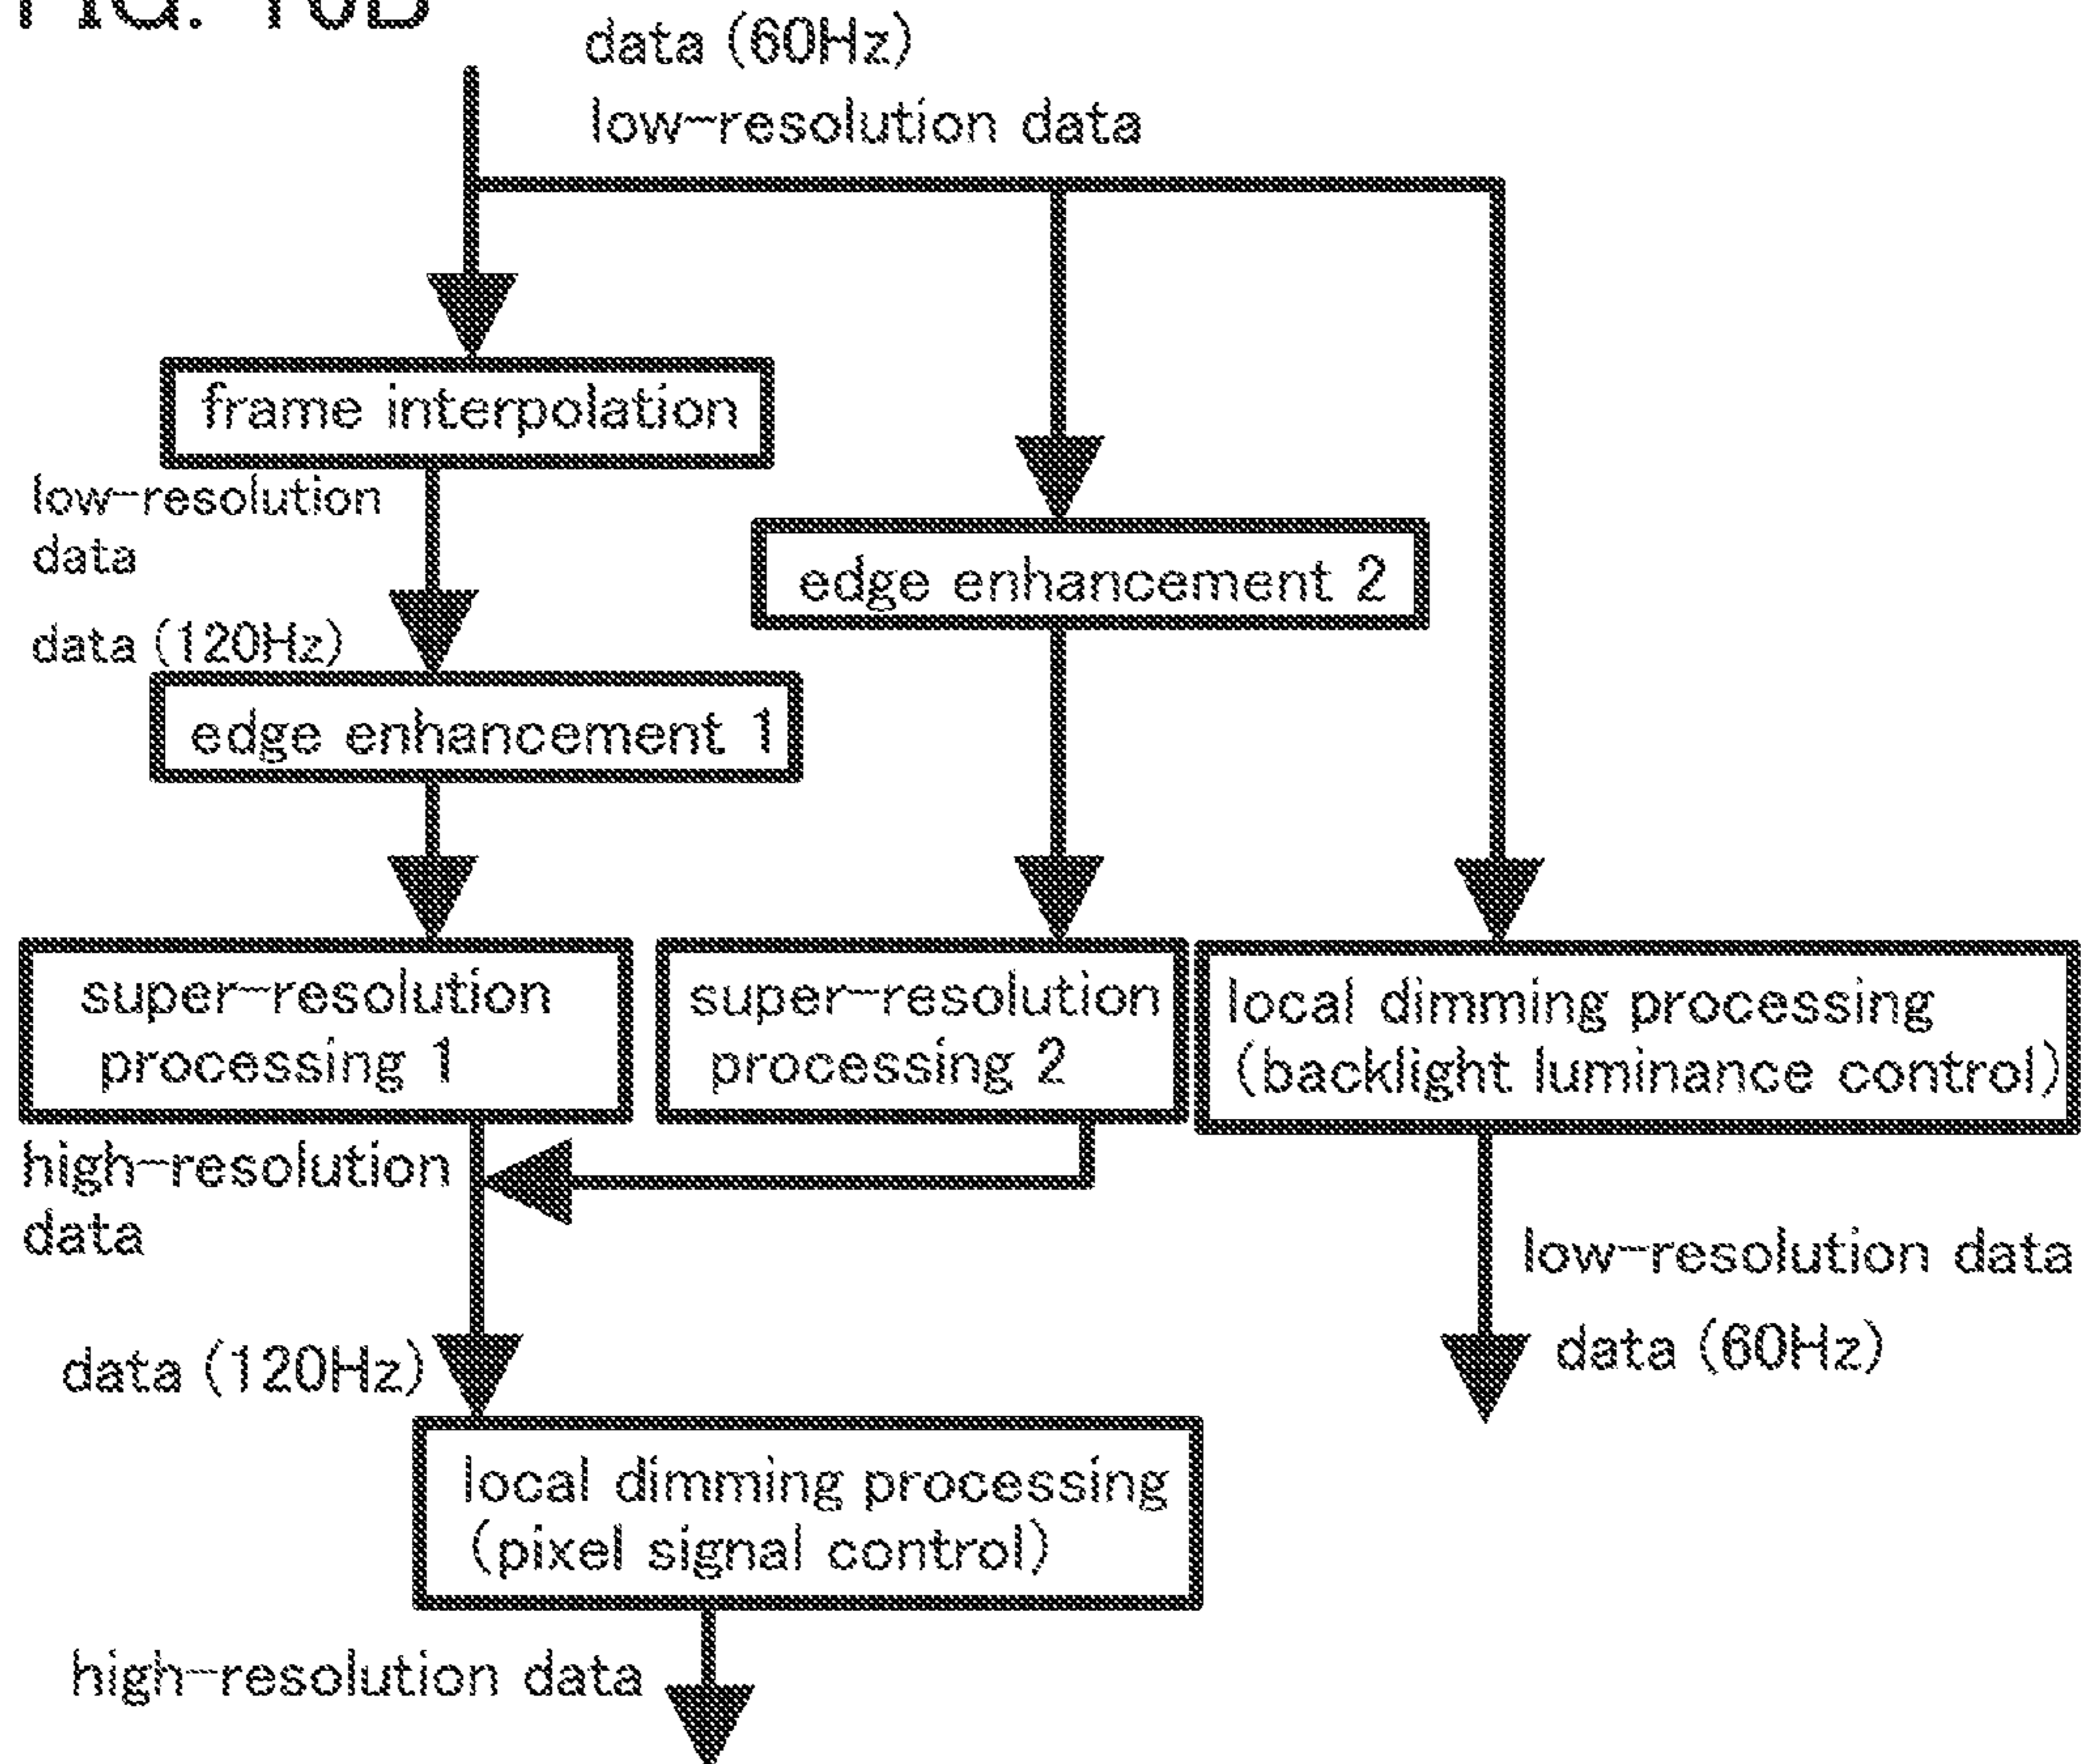 FIG. 10B
data (60Hz)
low-resolution data
frame interpolation
low-resolution
data
data (120Hz)
edge enhancement 2
edge enhancement 1
super-resolution
processing 1
super-resolution
processing 2
local dimming processing
(backlight luminance control)
high-resolution
data
data (120Hz)
low-resolution data
data (60Hz)
local dimming processing
(pixel signal control)
high-resolution data